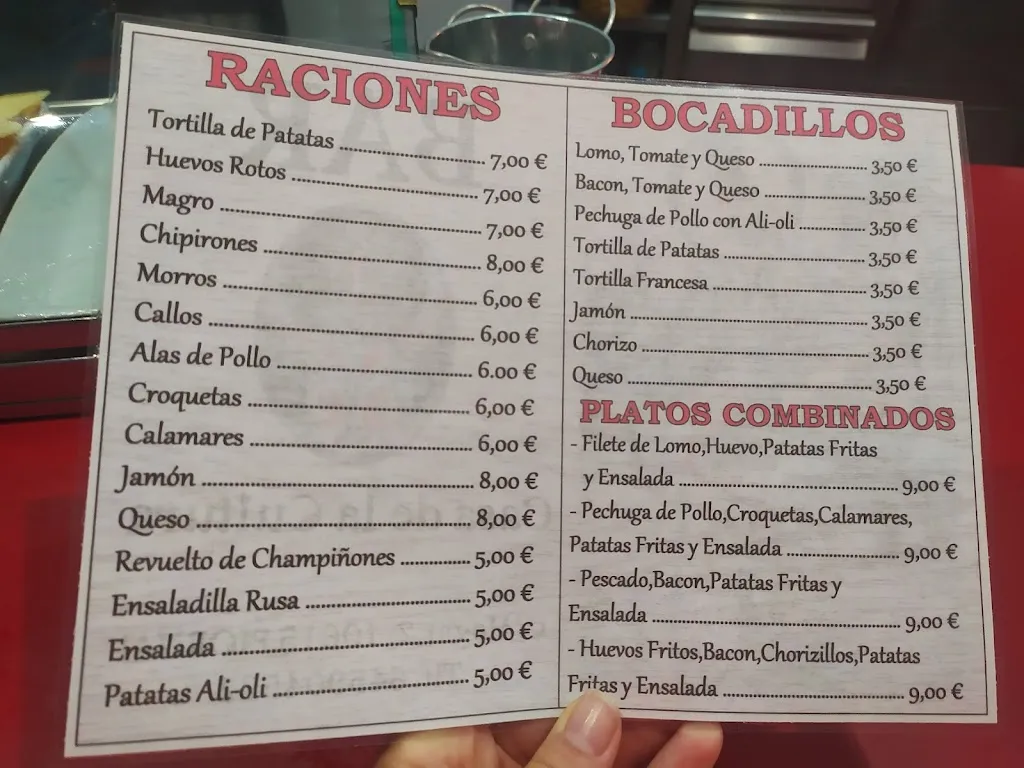 RACIONES
Tortilla de Patatas ........ 7,00 €
Huevos Rotos ........ 7,00 €
Magro ........ 7,00 €
Chipirones ........ 8,00 €
Morros ........ 6,00 €
Callos ........ 6,00 €
Alas de Pollo ........ 6.00 €
Croquetas ........ 6,00 €
Calamares ........ 6,00 €
Jamón ........ 8,00 €
Queso ........ 8,00 €
Revuelto de Champiñones ........ 5,00 €
Ensaladilla Rusa ........ 5,00 €
Ensalada ........ 5,00 €
Patatas Ali-oli ........ 5,00 €
BOCADILLOS
Lomo, Tomate y Queso ........ 3,50 €
Bacon, Tomate y Queso ........ 3,50 €
Pechuga de Pollo con Ali-oli ........ 3,50 €
Tortilla de Patatas ........ 3,50 €
Tortilla Francesa ........ 3,50 €
Jamón ........ 3,50 €
Chorizo ........ 3,50 €
Queso ........ 3,50 €
PLATOS COMBINADOS
- Filete de Lomo,Huevo,Patatas Fritas
y Ensalada ........ 9,00 €
- Pechuga de Pollo,Croquetas,Calamares,
Patatas Fritas y Ensalada ........ 9,00 €
- Pescado,Bacon,Patatas Fritas y
Ensalada ........ 9,00 €
- Huevos Fritos,Bacon,Chorizillos,Patatas
Fritas y Ensalada ........ 9,00 €